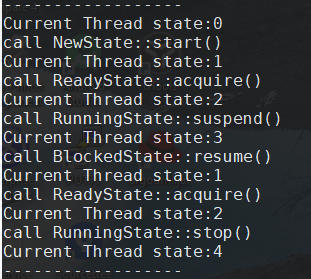 --------------------
Current Thread state:0
call NewState::start()
Current Thread state:1
call ReadyState::acquire()
Current Thread state:2
call RunningState::suspend()
Current Thread state:3
call BlockedState::resume()
Current Thread state:1
call ReadyState::acquire()
Current Thread state:2
call RunningState::stop()
Current Thread state:4
--------------------